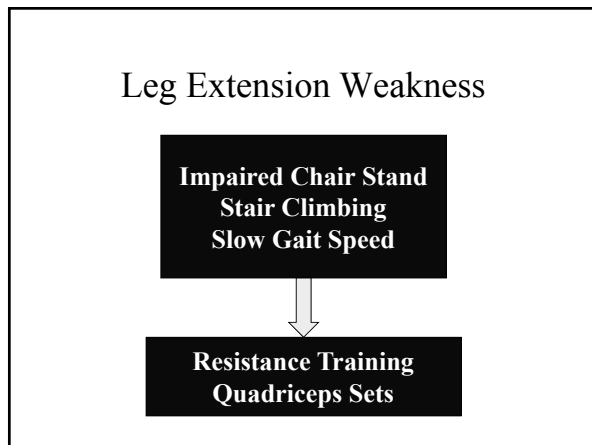 Leg Extension Weakness
Impaired Chair Stand
Stair Climbing
Slow Gait Speed
Resistance Training
Quadriceps Sets